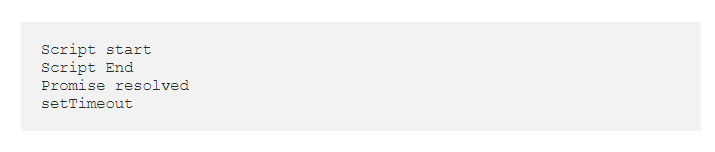 Script start
Script End
Promise resolved
setTimeout